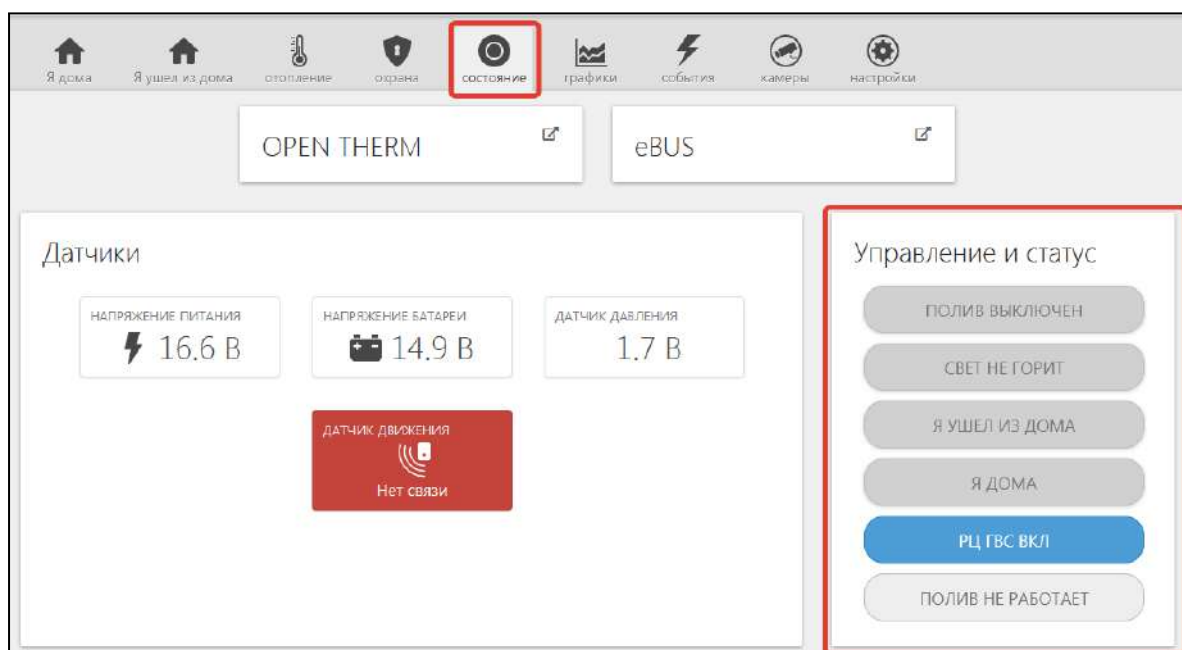 Я дома Я ушел из дома отопление охрана состояние графики события камеры настройки
OPEN THERM eBUS
Датчики
НАПРЯЖЕНИЕ ПИТАНИЯ
16.6 В
НАПРЯЖЕНИЕ БАТАРЕИ
14.9 В
ДАТЧИК ДАВЛЕНИЯ
1.7 В
ДАТЧИК ДВИЖЕНИЯ
Нет связи
Управление и статус
ПОЛИВ ВЫКЛЮЧЕН
СВЕТ НЕ ГОРИТ
Я УШЕЛ ИЗ ДОМА
Я ДОМА
РЦ ГВС ВКЛ
ПОЛИВ НЕ РАБОТАЕТ